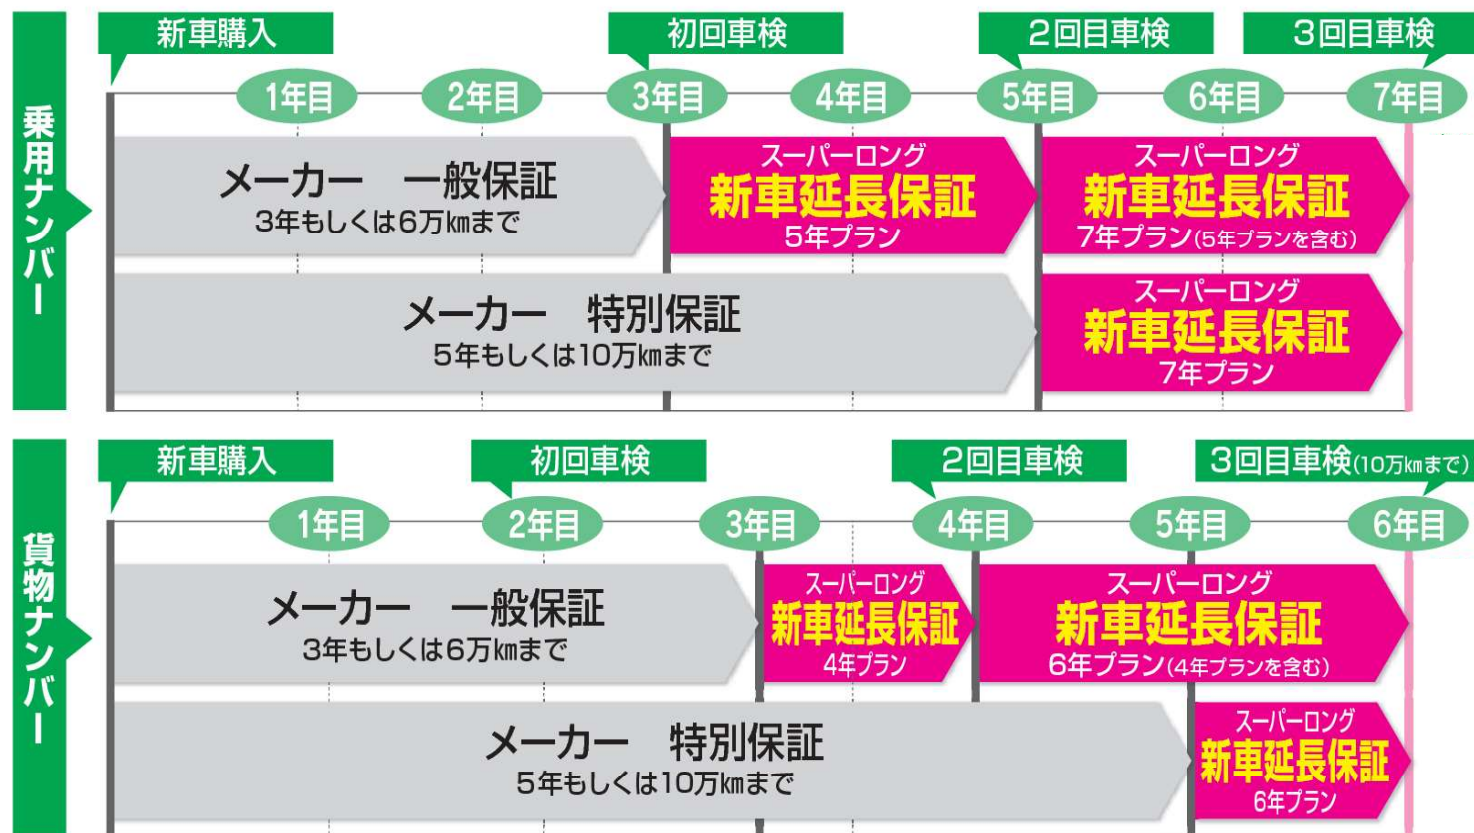 乗用ナンバー
新車購入
初回車検
2回目車検
3回目車検
1年目
2年目
3年目
4年目
5年目
6年目
7年目
メーカー 一般保証
3年もしくは6万㎞まで
スーパーロング
新車延長保証
5年プラン
スーパーロング
新車延長保証
7年プラン(5年プランを含む)
メーカー 特別保証
5年もしくは10万㎞まで
スーパーロング
新車延長保証
7年プラン
貨物ナンバー
新車購入
初回車検
2回目車検
3回目車検(10万㎞まで)
1年目
2年目
3年目
4年目
5年目
6年目
メーカー 一般保証
3年もしくは6万㎞まで
スーパーロング
新車延長保証
4年プラン
スーパーロング
新車延長保証
6年プラン(4年プランを含む)
メーカー 特別保証
5年もしくは10万㎞まで
スーパーロング
新車延長保証
6年プラン